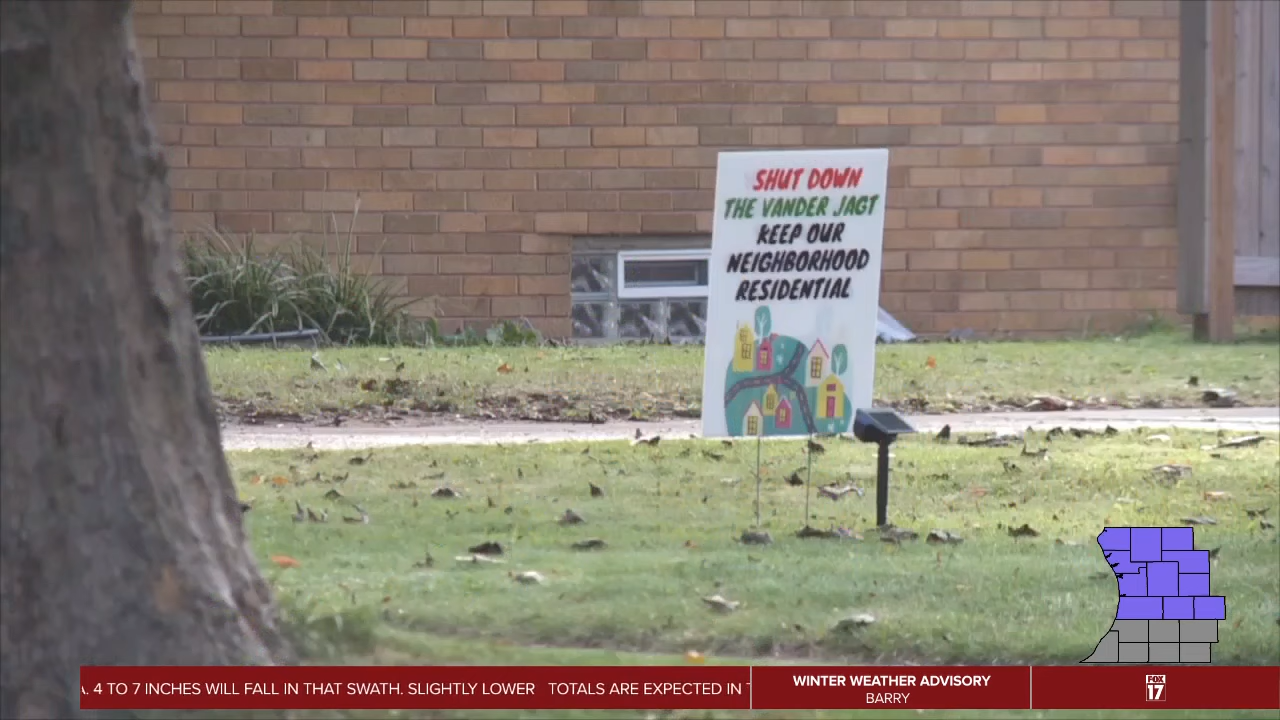 SHUT DOWN
THE VANDER JAGT
KEEP OUR
NEIGHBORHOOD
RESIDENTIAL
. 4 TO 7 INCHES WILL FALL IN THAT SWATH. SLIGHTLY LOWER TOTALS ARE EXPECTED IN
WINTER WEATHER ADVISORY
BARRY
FOX
17